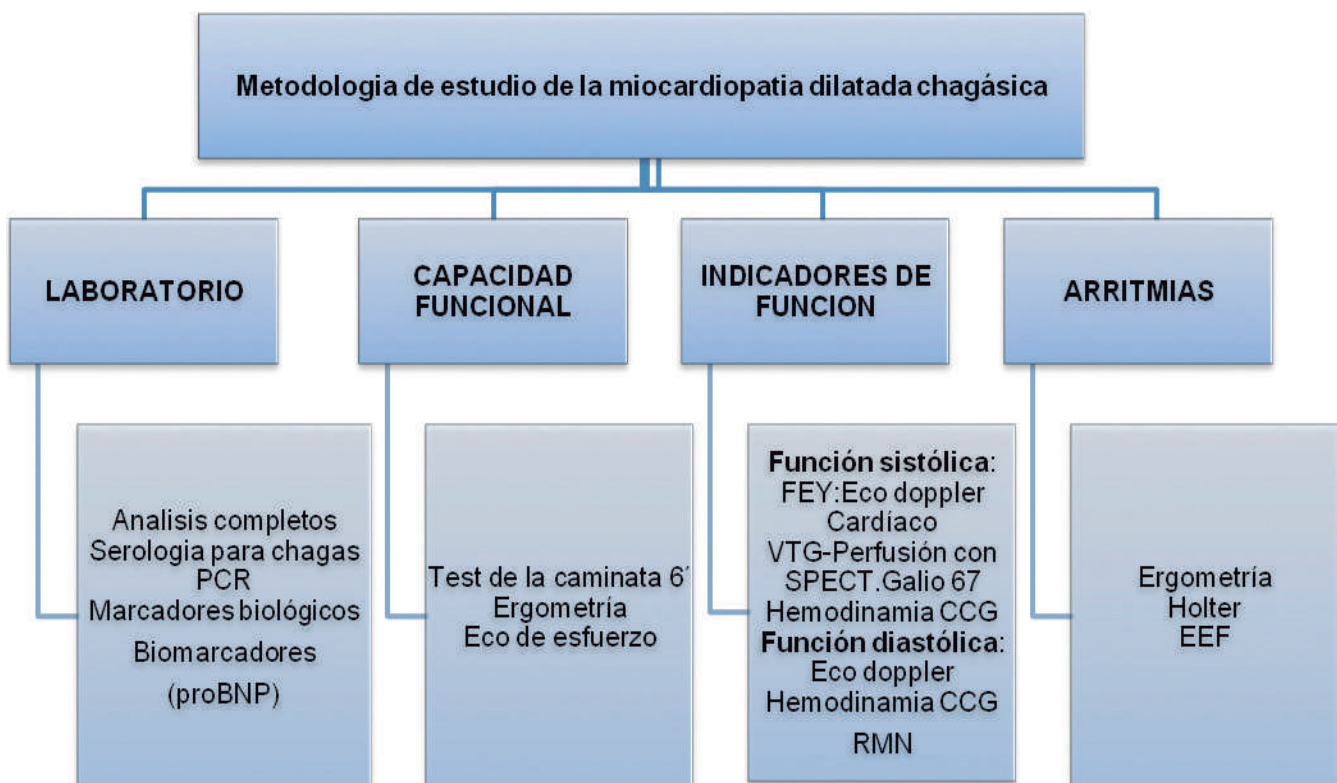 Metodologia de estudio de la miocardiopatia dilatada chagásica
LABORATORIO
CAPACIDAD
FUNCIONAL
INDICADORES DE
FUNCION
ARRITMIAS
Analisis completos
Serologia para chagas
PCR
Marcadores biológicos
Biomarcadores
(proBNP)
Test de la caminata 6´
Ergometría
Eco de esfuerzo
Función sistólica:
FEY:Eco doppler
Cardíaco
VTG-Perfusión con
SPECT.Galio 67
Hemodinamia CCG
Función diastólica:
Eco doppler
Hemodinamia CCG
RMN
Ergometría
Holter
EEF